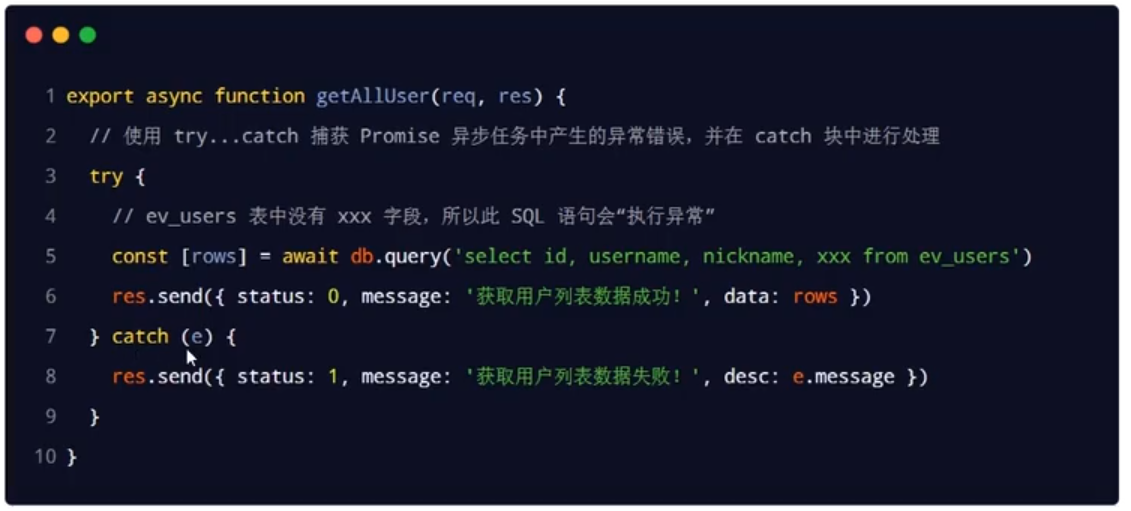 1 export async function getAllUser(req, res) {
2 // 使用 try...catch 捕获 Promise 异步任务中产生的异常错误，并在 catch 块中进行处理
3 try {
4 // ev_users 表中没有 xxx 字段，所以此 SQL 语句会“执行异常”
5 const [rows] = await db.query('select id, username, nickname, xxx from ev_users')
6 res.send({ status: 0, message: '获取用户列表数据成功！', data: rows })
7 } catch (e) {
8 res.send({ status: 1, message: '获取用户列表数据失败！', desc: e.message })
9 }
10 }